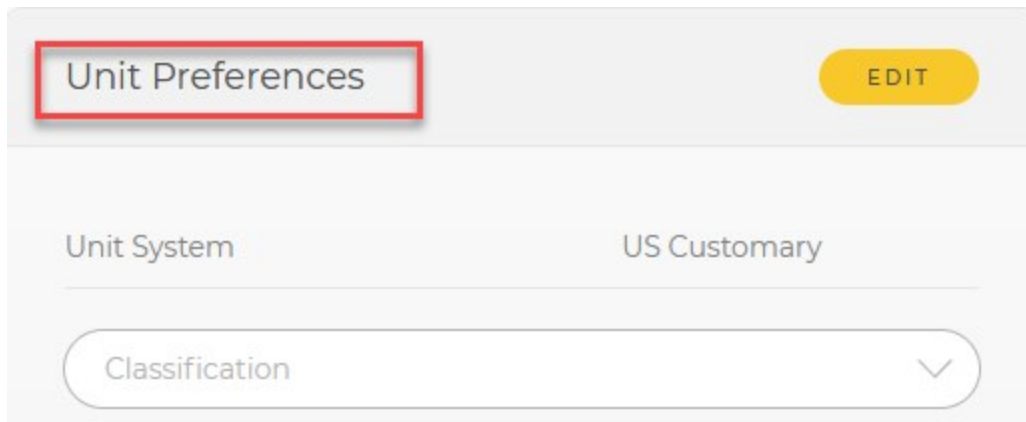 Unit Preferences
EDIT
Unit System
US Customary
Classification